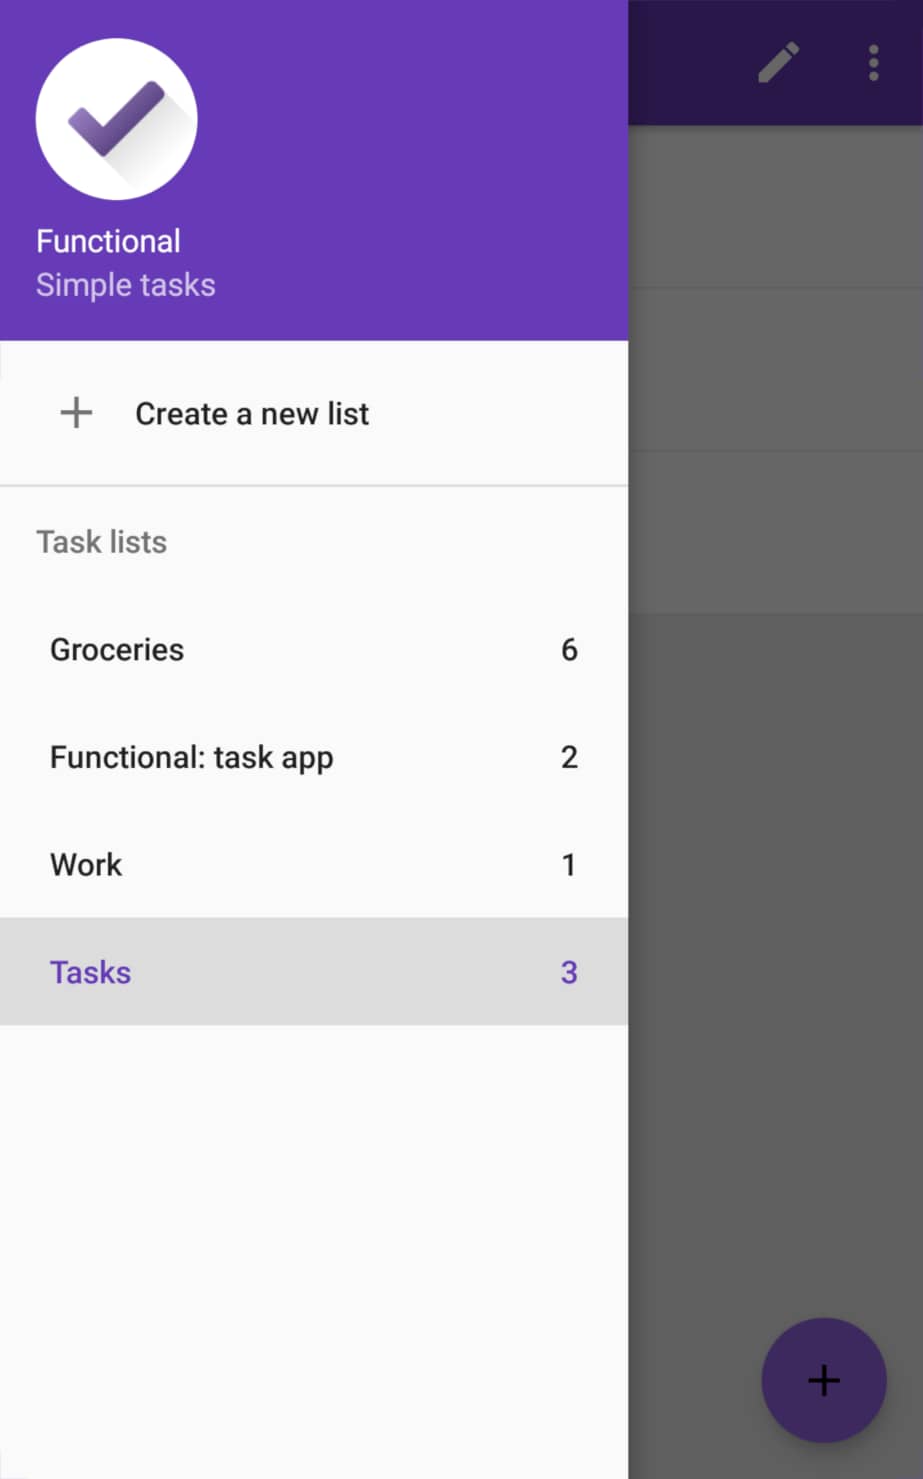 Functional
Simple tasks
Create a new list
Task lists
Groceries 6
Functional: task app 2
Work 1
Tasks 3